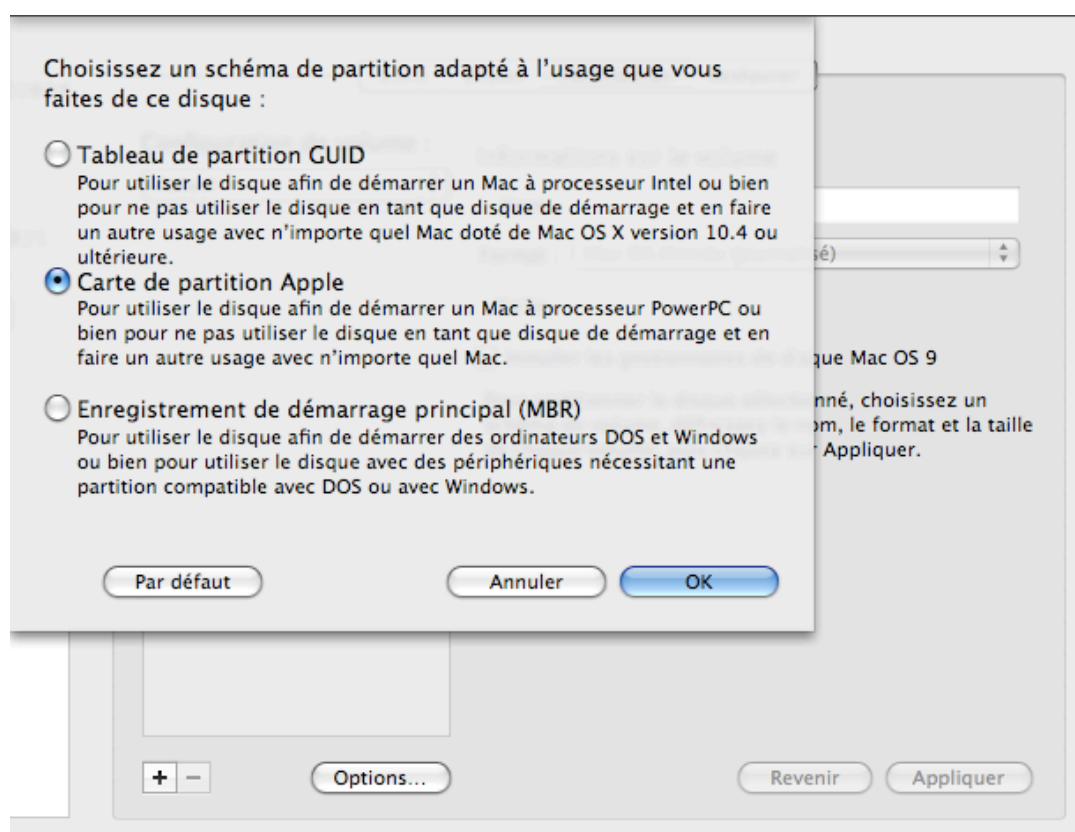 Choisissez un schéma de partition adapté à l’usage que vous
faites de ce disque :
Tableau de partition GUID
Pour utiliser le disque afin de démarrer un Mac à processeur Intel ou bien
pour ne pas utiliser le disque en tant que disque de démarrage et en faire
un autre usage avec n’importe quel Mac doté de Mac OS X version 10.4 ou
ultérieure.
Carte de partition Apple
Pour utiliser le disque afin de démarrer un Mac à processeur PowerPC ou
bien pour ne pas utiliser le disque en tant que disque de démarrage et en
faire un autre usage avec n’importe quel Mac.
Enregistrement de démarrage principal (MBR)
Pour utiliser le disque afin de démarrer des ordinateurs DOS et Windows
ou bien pour utiliser le disque avec des périphériques nécessitant une
partition compatible avec DOS ou avec Windows.
Par défaut
Annuler
OK
sé)
que Mac OS 9
nné, choisissez un
om, le format et la taille
Appliquer.
+ −
Options...
Revenir
Appliquer